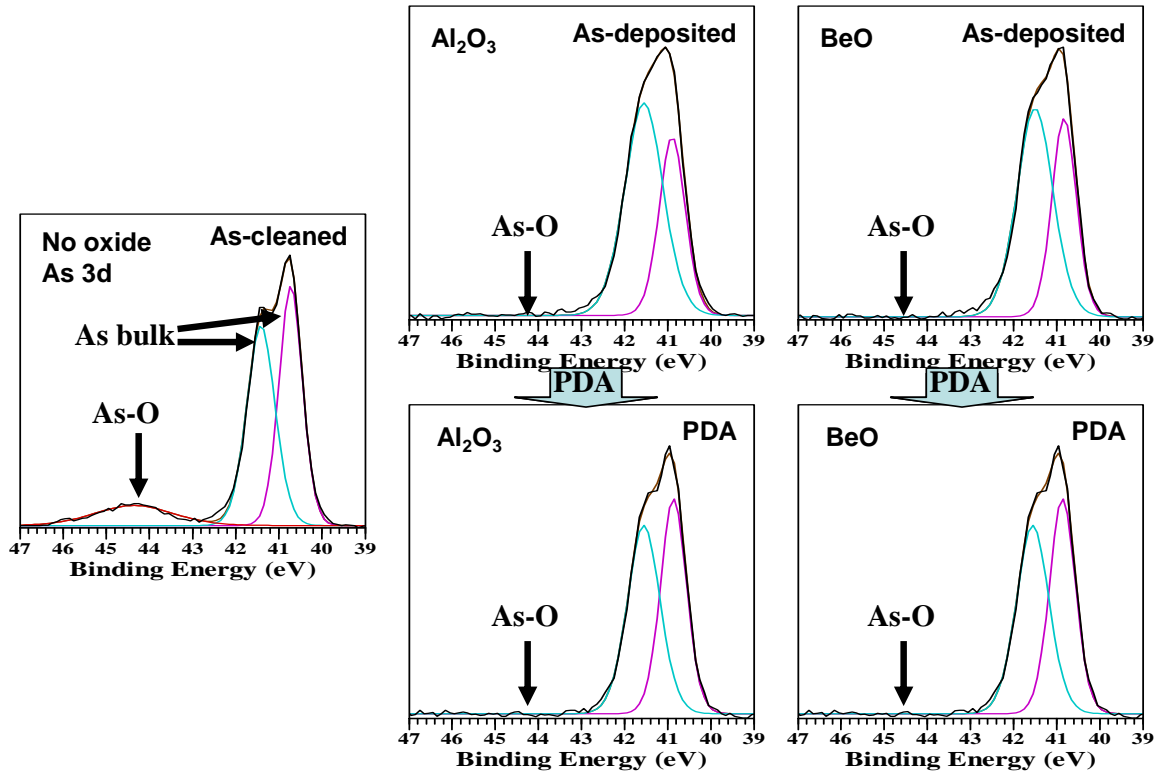 No oxide
As 3d
As-cleaned
As bulk
As-O
47 46 45 44 43 42 41 40 39
Binding Energy (eV)
Al₂O₃
As-deposited
As-O
47 46 45 44 43 42 41 40 39
Binding Energy (eV)
PDA
Al₂O₃
PDA
As-O
47 46 45 44 43 42 41 40 39
Binding Energy (eV)
BeO
As-deposited
As-O
47 46 45 44 43 42 41 40 39
Binding Energy (eV)
PDA
BeO
PDA
As-O
47 46 45 44 43 42 41 40 39
Binding Energy (eV)